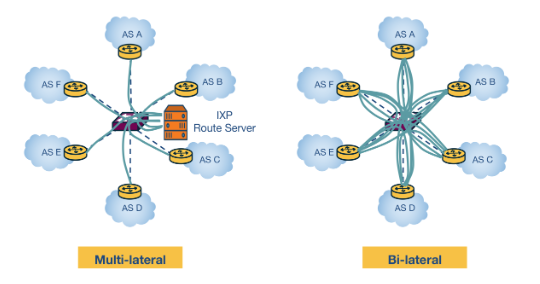 AS A
AS F
AS B
IXP
Route Server
AS E
AS C
AS D
Multi-lateral
AS A
AS F
AS B
AS E
AS C
AS D
Bi-lateral